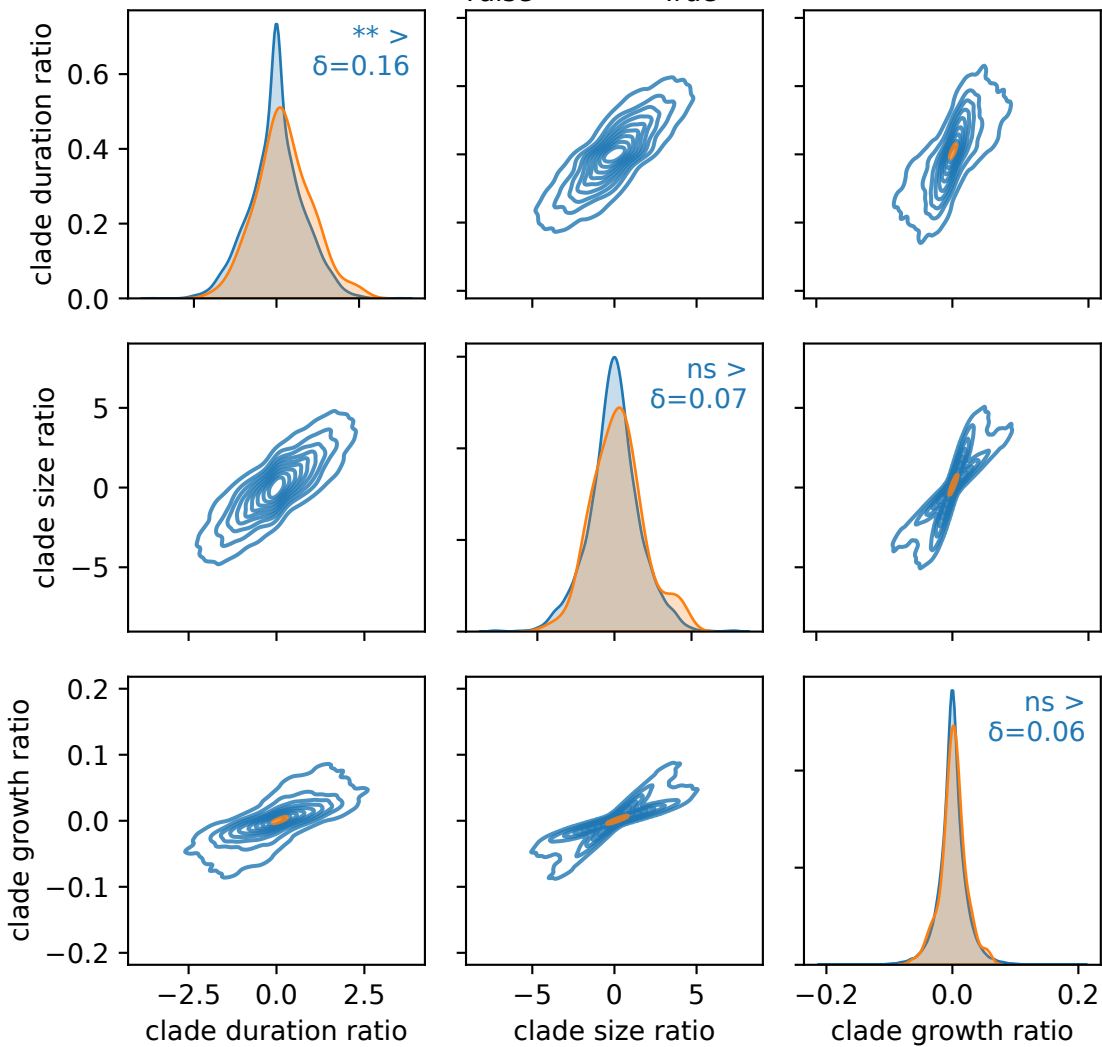 ** >
δ=0.16
0.6
0.4
0.2
0.0
clade duration ratio
ns >
δ=0.07
5
0
−5
clade size ratio
ns >
δ=0.06
0.2
0.1
0.0
−0.1
−0.2
clade growth ratio
−2.5 0.0 2.5
−5 0 5
−0.2 0.0 0.2
clade duration ratio
clade size ratio
clade growth ratio